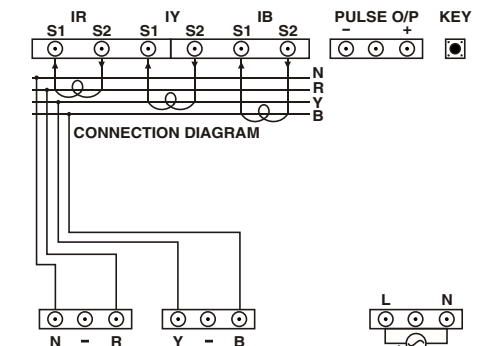 IR IY IB PULSE O/P KEY
S1 S2 S1 S2 S1 S2 - +
N
R
Y
B
CONNECTION DIAGRAM
L N
N - R Y - B